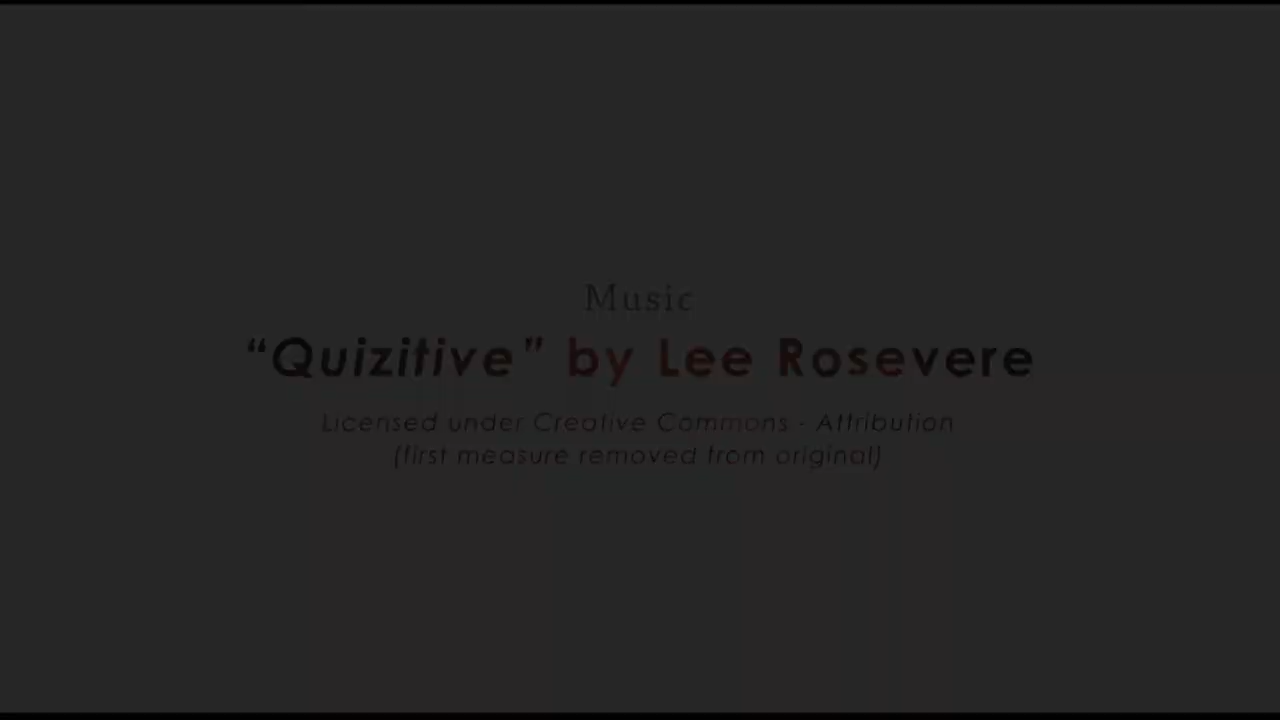 Music
“Quizitive” by Lee Rosevere
Licensed under Creative Commons - Attribution
(first measure removed from original)